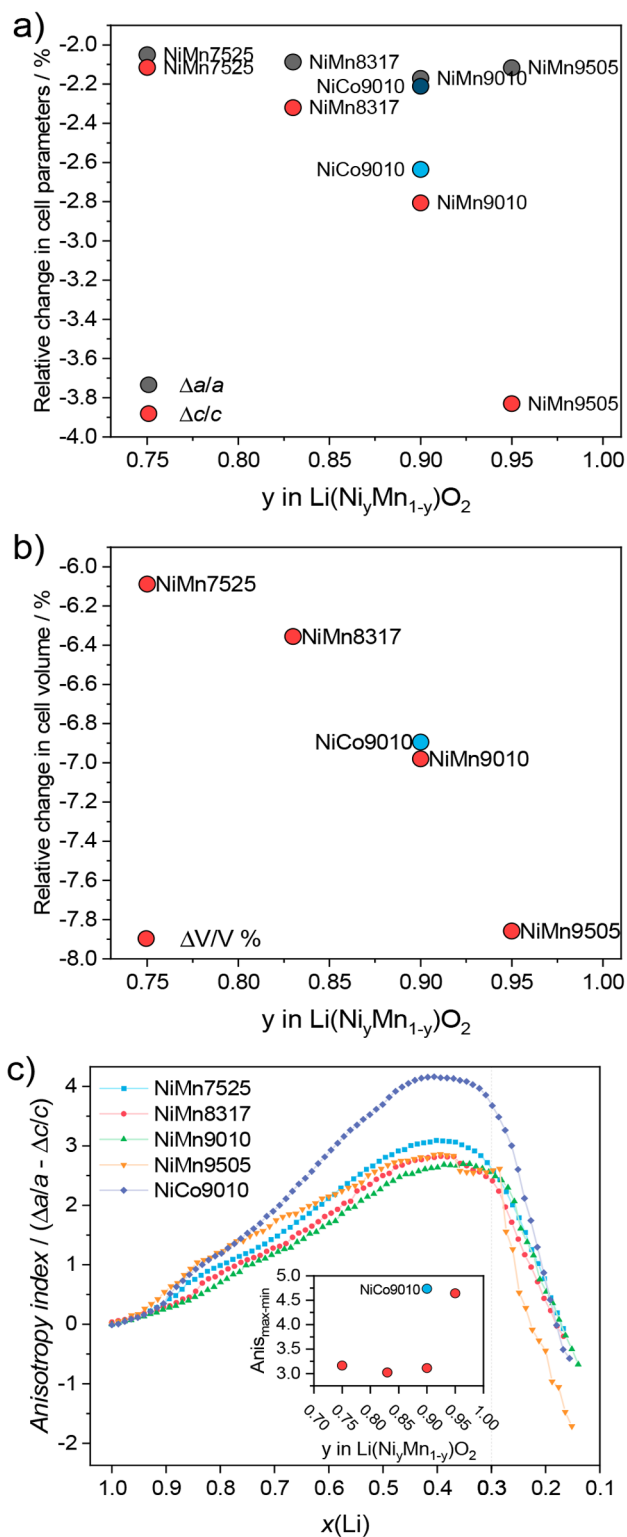 a)
Relative change in cell parameters / %
-2.0
-2.2
-2.4
-2.6
-2.8
-3.0
-3.2
-3.4
-3.6
-3.8
-4.0
NiMn7525
NiMn7525
NiMn8317
NiMn8317
NiMn9010
NiCo9010
NiMn9505
NiCo9010
NiMn9010
NiMn9505
Δa/a
Δc/c
0.75 0.80 0.85 0.90 0.95 1.00
y in Li(NiyMn1-y)O2
b)
Relative change in cell volume / %
-6.0
-6.2
-6.4
-6.6
-6.8
-7.0
-7.2
-7.4
-7.6
-7.8
-8.0
NiMn7525
NiMn8317
NiCo9010
NiMn9010
NiMn9505
ΔV/V %
0.75 0.80 0.85 0.90 0.95 1.00
y in Li(NiyMn1-y)O2
c)
Anisotropy index / (Δa/a - Δc/c)
4
3
2
1
0
-1
-2
NiMn7525
NiMn8317
NiMn9010
NiMn9505
NiCo9010
Anismax-min
5.0
4.5
4.0
3.5
3.0
NiCo9010
0.70 0.75 0.80 0.85 0.90 0.95 1.00
y in Li(NiyMn1-y)O2
1.0 0.9 0.8 0.7 0.6 0.5 0.4 0.3 0.2 0.1
x(Li)